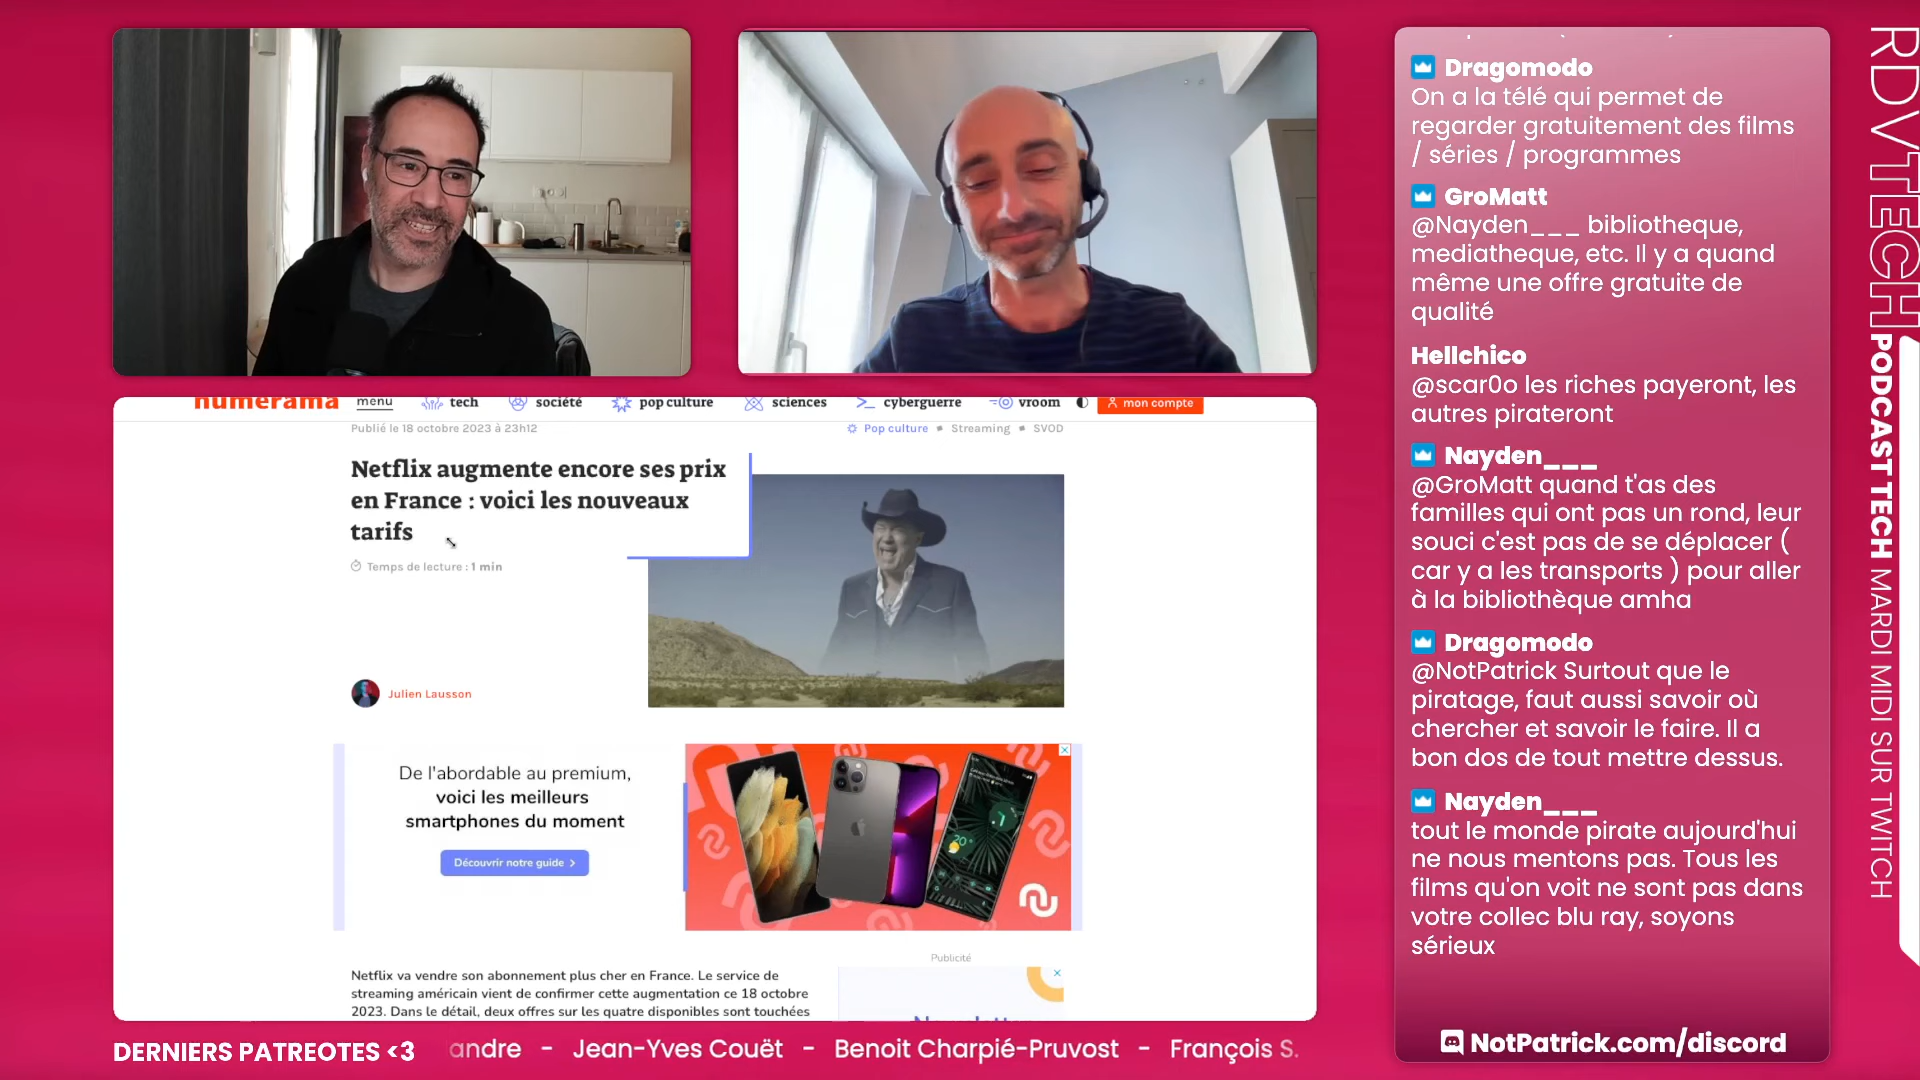 numerama
menu
tech
société
pop culture
sciences
cyberguerre
vroom
mon compte
Publié le 18 octobre 2023 à 23h12
Pop culture
Streaming
SVOD
Netflix augmente encore ses prix
en France : voici les nouveaux
tarifs
Temps de lecture : 1 min
Julien Lausson
De l'abordable au premium,
voici les meilleurs
smartphones du moment
Découvrir notre guide >
Publicité
Netflix va vendre son abonnement plus cher en France. Le service de
streaming américain vient de confirmer cette augmentation ce 18 octobre
2023. Dans le détail, deux offres sur les quatre disponibles sont touchées
DERNIERS PATREOTES <3
andre - Jean-Yves Couët - Benoit Charpié-Pruvost - François S.
Dragomodo
On a la télé qui permet de
regarder gratuitement des films
/ séries / programmes
GroMatt
@Nayden___ bibliotheque,
mediatheque, etc. Il y a quand
même une offre gratuite de
qualité
Hellchico
@scar0o les riches payeront, les
autres pirateront
Nayden___
@GroMatt quand t'as des
familles qui ont pas un rond, leur
souci c'est pas de se déplacer (
car y a les transports ) pour aller
à la bibliothèque amha
Dragomodo
@NotPatrick Surtout que le
piratage, faut aussi savoir où
chercher et savoir le faire. Il a
bon dos de tout mettre dessus.
Nayden___
tout le monde pirate aujourd'hui
ne nous mentons pas. Tous les
films qu'on voit ne sont pas dans
votre collec blu ray, soyons
sérieux
NotPatrick.com/discord
RDVTECH PODCAST TECH MARDI MIDI SUR TWITCH